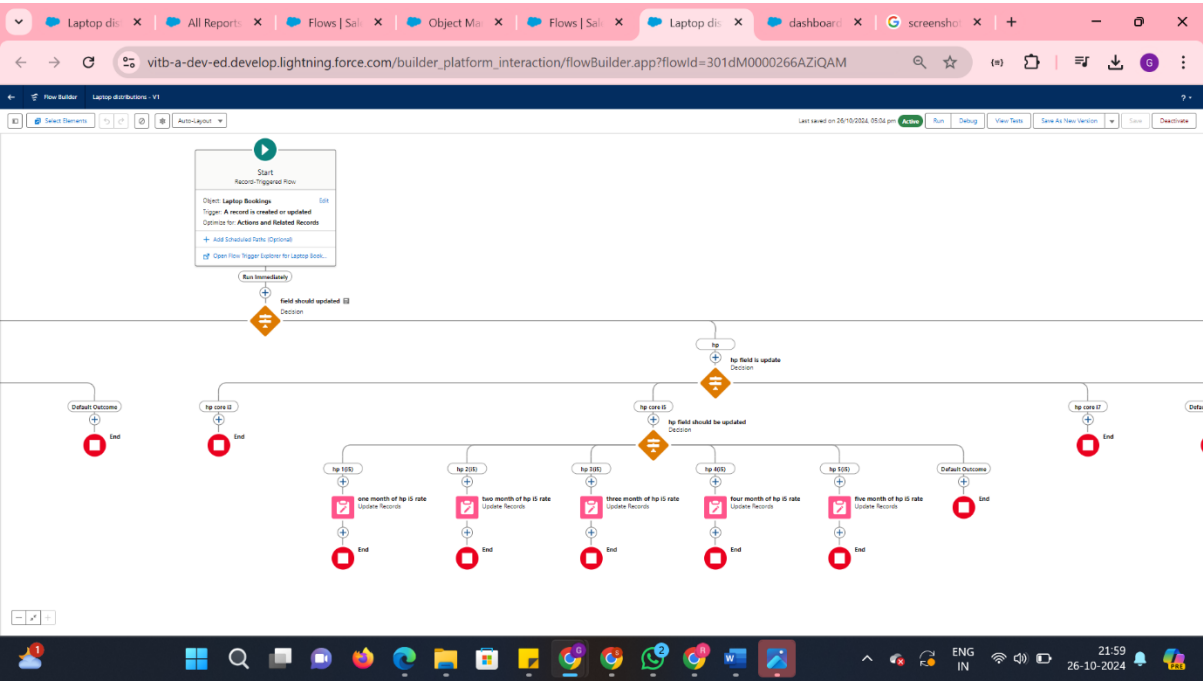 Laptop dis
All Reports
Flows | Sal
Object Ma
Flows | Sal
Laptop dis
dashboard
screenshot
vitb-a-dev-ed.develop.lightning.force.com/builder_platform_interaction/flowBuilder.app?flowId=301dM0000266AZiQAM
G
Flow Builder
Laptop distributions - V1
?
Select Elements
Auto-Layout
Last saved on 26/10/2024, 05:04 pm
Active
Run
Debug
View Tests
Save As New Version
Save
Deactivate
Start
Record-Triggered Flow
Object: Laptop Bookings
Edit
Trigger: A record is created or updated
Optimize for: Actions and Related Records
+ Add Scheduled Paths (Optional)
Open Flow Trigger Explorer for Laptop Book...
Run Immediately
field should updated
Decision
hp
hp field is update
Decision
Default Outcome
hp core i3
hp core i5
hp core i7
Defau
End
End
hp field should be updated
Decision
End
hp 1(i5)
hp 2(i5)
hp 3(i5)
hp 4(i5)
hp 5(i5)
Default Outcome
one month of hp i5 rate
Update Records
two month of hp i5 rate
Update Records
three month of hp i5 rate
Update Records
four month of hp i5 rate
Update Records
five month of hp i5 rate
Update Records
End
End
End
End
End
End
1
G
S
2
R
W
ENG
IN
21:59
26-10-2024
PRE